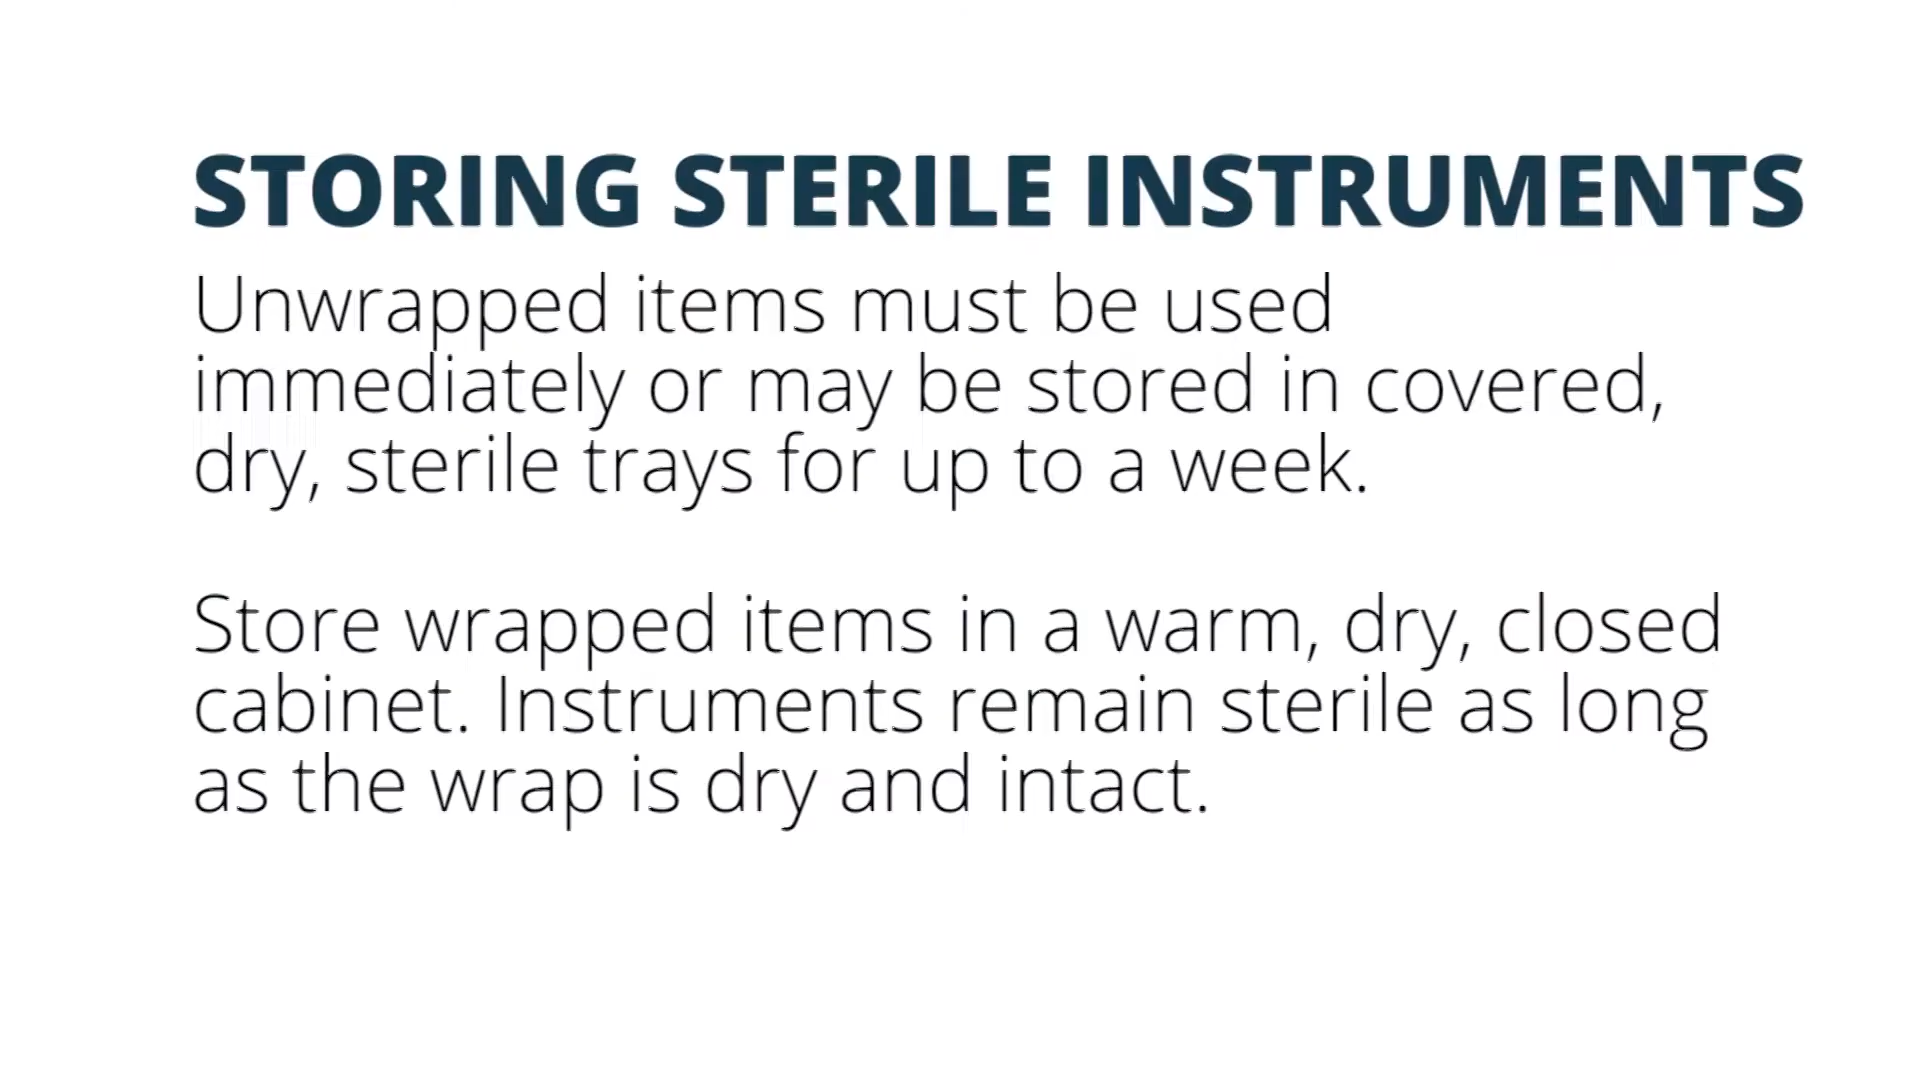 STORING STERILE INSTRUMENTS
Unwrapped items must be used
immediately or may be stored in covered,
dry, sterile trays for up to a week.
Store wrapped items in a warm, dry, closed
cabinet. Instruments remain sterile as long
as the wrap is dry and intact.